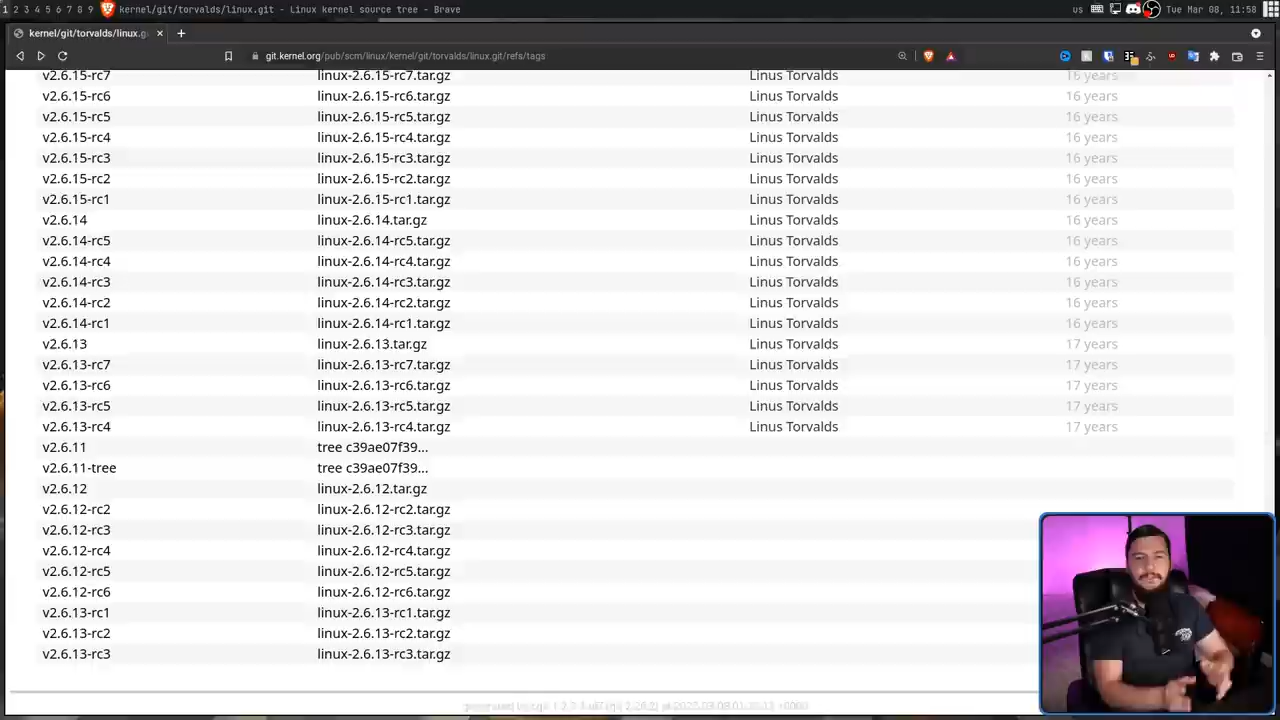 1 2 3 4 5 6 7 8 9 kernel/git/torvalds/linux.git - Linux kernel source tree - Brave us Tue Mar 08, 11:58
kernel/git/torvalds/linux.g
git.kernel.org/pub/scm/linux/kernel/git/torvalds/linux.git/refs/tags
v2.6.15-rc7 linux-2.6.15-rc7.tar.gz Linus Torvalds 16 years
v2.6.15-rc6 linux-2.6.15-rc6.tar.gz Linus Torvalds 16 years
v2.6.15-rc5 linux-2.6.15-rc5.tar.gz Linus Torvalds 16 years
v2.6.15-rc4 linux-2.6.15-rc4.tar.gz Linus Torvalds 16 years
v2.6.15-rc3 linux-2.6.15-rc3.tar.gz Linus Torvalds 16 years
v2.6.15-rc2 linux-2.6.15-rc2.tar.gz Linus Torvalds 16 years
v2.6.15-rc1 linux-2.6.15-rc1.tar.gz Linus Torvalds 16 years
v2.6.14 linux-2.6.14.tar.gz Linus Torvalds 16 years
v2.6.14-rc5 linux-2.6.14-rc5.tar.gz Linus Torvalds 16 years
v2.6.14-rc4 linux-2.6.14-rc4.tar.gz Linus Torvalds 16 years
v2.6.14-rc3 linux-2.6.14-rc3.tar.gz Linus Torvalds 16 years
v2.6.14-rc2 linux-2.6.14-rc2.tar.gz Linus Torvalds 16 years
v2.6.14-rc1 linux-2.6.14-rc1.tar.gz Linus Torvalds 16 years
v2.6.13 linux-2.6.13.tar.gz Linus Torvalds 17 years
v2.6.13-rc7 linux-2.6.13-rc7.tar.gz Linus Torvalds 17 years
v2.6.13-rc6 linux-2.6.13-rc6.tar.gz Linus Torvalds 17 years
v2.6.13-rc5 linux-2.6.13-rc5.tar.gz Linus Torvalds 17 years
v2.6.13-rc4 linux-2.6.13-rc4.tar.gz Linus Torvalds 17 years
v2.6.11 tree c39ae07f39...
v2.6.11-tree tree c39ae07f39...
v2.6.12 linux-2.6.12.tar.gz
v2.6.12-rc2 linux-2.6.12-rc2.tar.gz
v2.6.12-rc3 linux-2.6.12-rc3.tar.gz
v2.6.12-rc4 linux-2.6.12-rc4.tar.gz
v2.6.12-rc5 linux-2.6.12-rc5.tar.gz
v2.6.12-rc6 linux-2.6.12-rc6.tar.gz
v2.6.13-rc1 linux-2.6.13-rc1.tar.gz
v2.6.13-rc2 linux-2.6.13-rc2.tar.gz
v2.6.13-rc3 linux-2.6.13-rc3.tar.gz